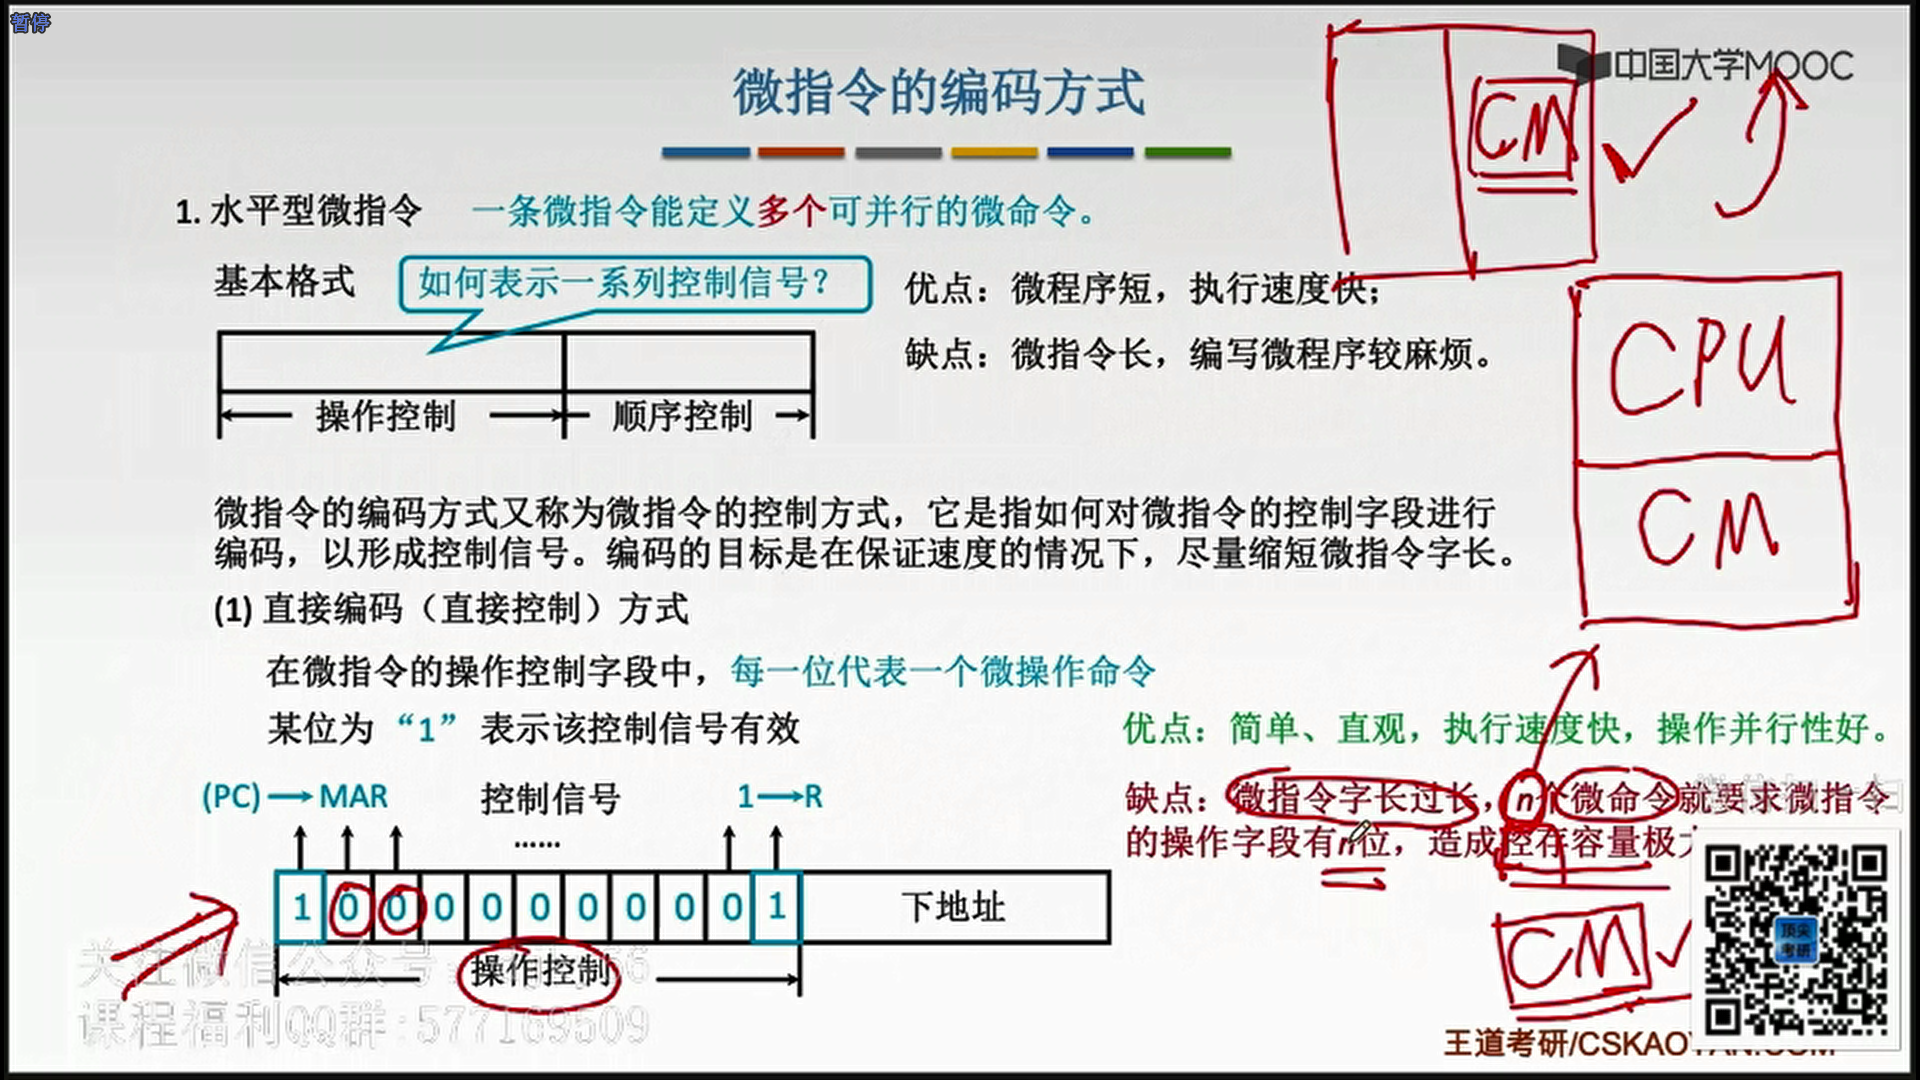 暂停
中国大学MOOC
微指令的编码方式
CM
1. 水平型微指令 一条微指令能定义多个可并行的微命令。
基本格式 如何表示一系列控制信号？
优点：微程序短，执行速度快；
缺点：微指令长，编写微程序较麻烦。
操作控制 顺序控制
CPU
CM
微指令的编码方式又称为微指令的控制方式，它是指如何对微指令的控制字段进行
编码，以形成控制信号。编码的目标是在保证速度的情况下，尽量缩短微指令字长。
(1) 直接编码（直接控制）方式
在微指令的操作控制字段中，每一位代表一个微操作命令
某位为“1”表示该控制信号有效
优点：简单、直观，执行速度快，操作并行性好。
缺点：微指令字长过长，n个微命令就要求微指令
的操作字段有n位，造成控存容量极
(PC)→MAR 控制信号 1→R
……
1 0 0 0 0 0 0 0 0 0 1 下地址
操作控制
CM
顶尖
考研
关注微信公众号
课程福利QQ群:577169509
王道考研/CSKAOYAN.COM